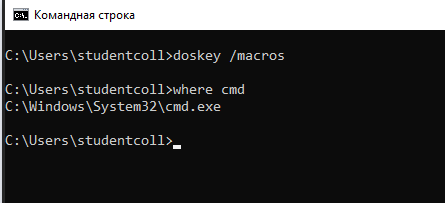 Командная строка
C:\Users\studentcoll>doskey /macros
C:\Users\studentcoll>where cmd
C:\Windows\System32\cmd.exe
C:\Users\studentcoll>